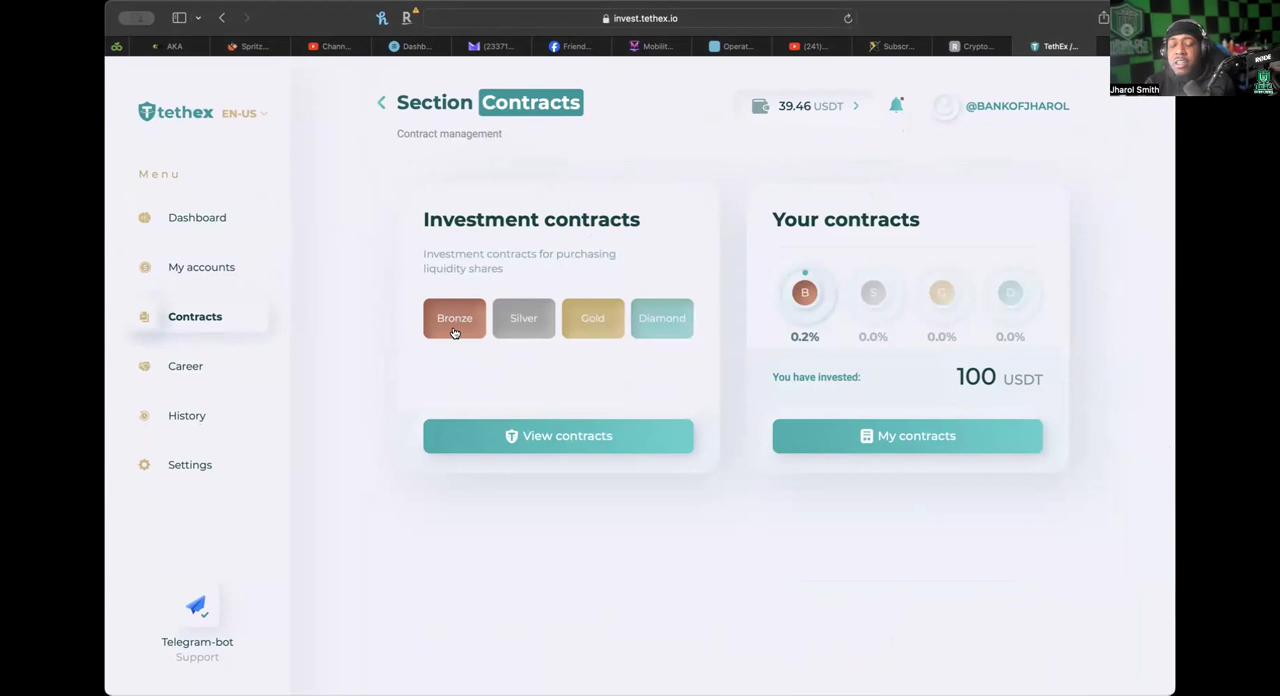 invest.tethex.io
AKA
Spritz...
Chann...
Dashb...
(23371...
Friend...
Mobilit...
Operat...
(241)...
Subscr...
Crypto...
TethEx /...
RØDE
Jharol Smith
tethex EN-US
Section Contracts
39.46 USDT
@BANKOFJHAROL
Contract management
Menu
Dashboard
My accounts
Contracts
Career
History
Settings
Telegram-bot
Support
Investment contracts
Investment contracts for purchasing
liquidity shares
Bronze
Silver
Gold
Diamond
View contracts
Your contracts
B
S
G
D
0.2%
0.0%
0.0%
0.0%
You have invested:
100 USDT
My contracts